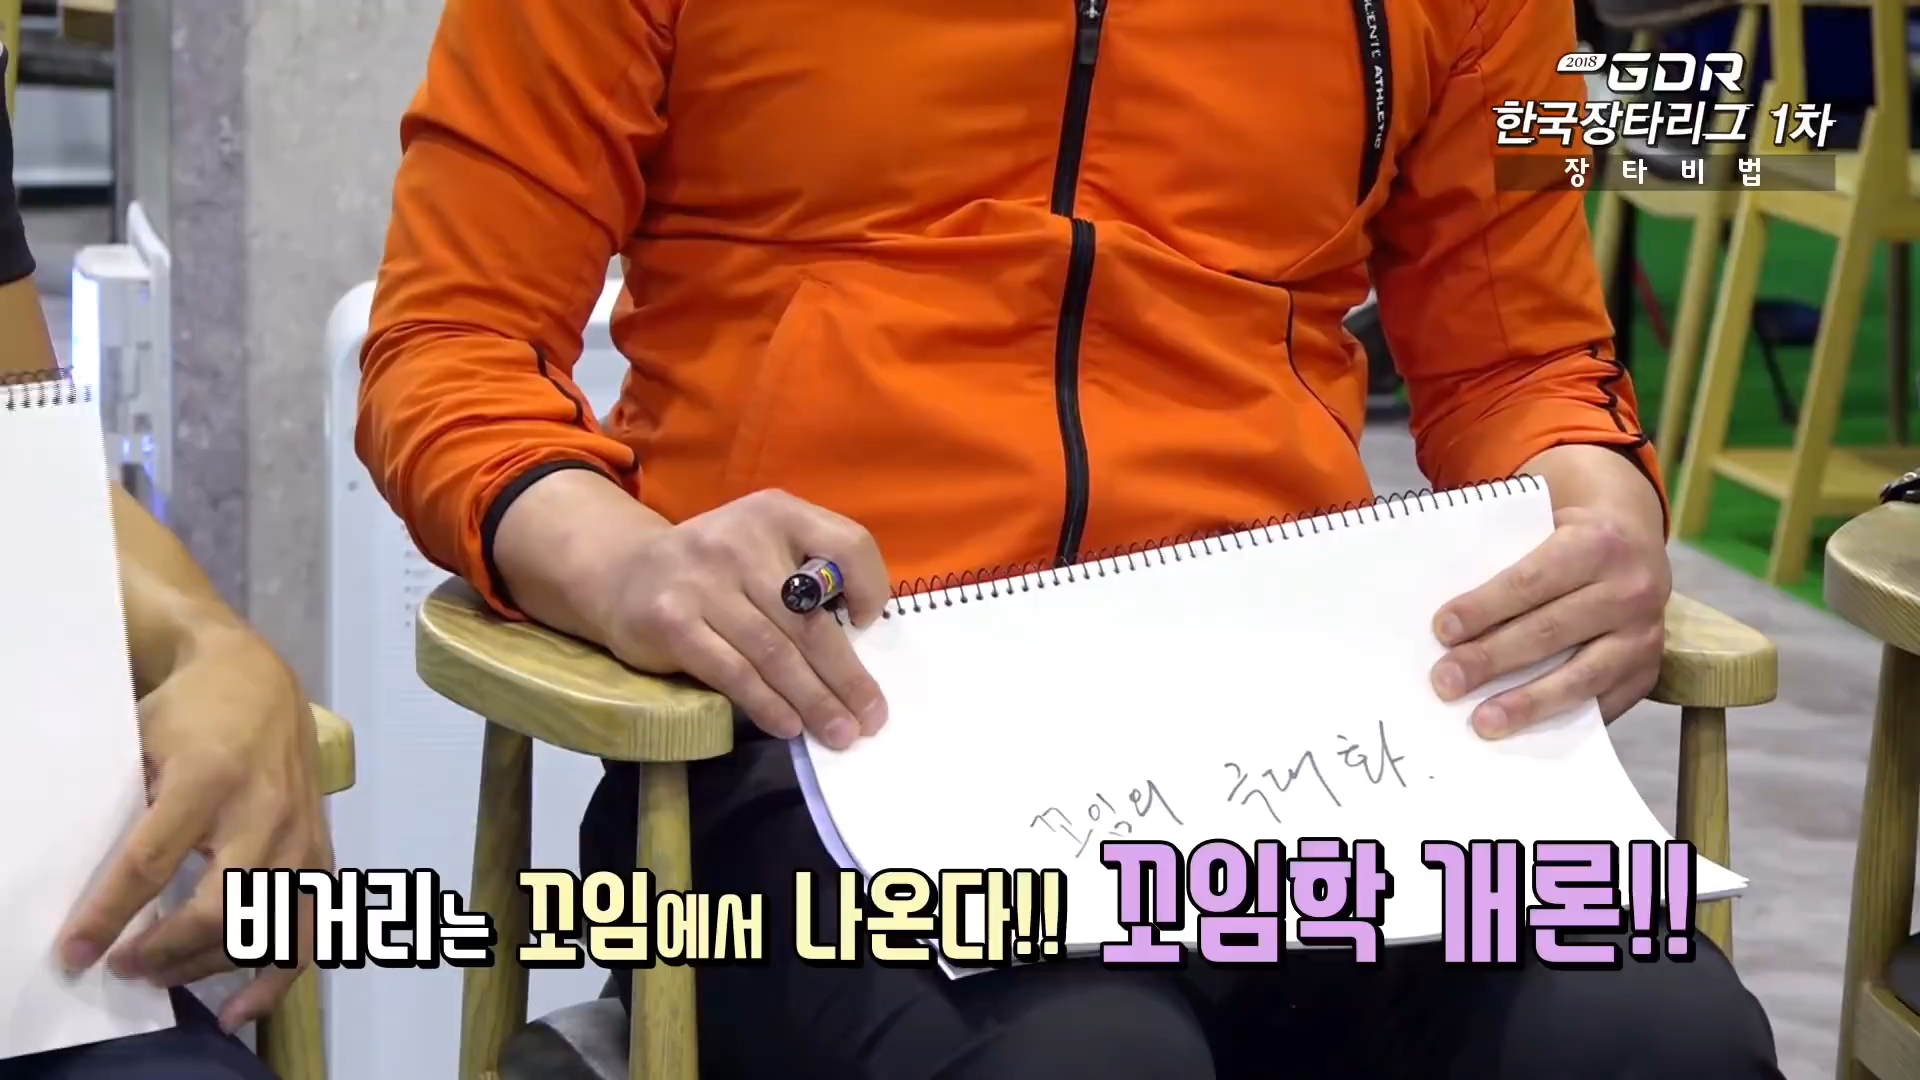 2018 GDR
한국장타리그 1차
장타비법
꼬임의 극대화.
비거리는 꼬임에서 나온다!! 꼬임학 개론!!